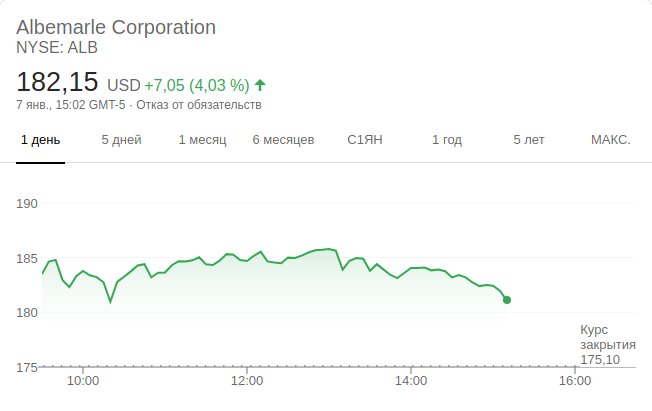 Albemarle Corporation
NYSE: ALB
182,15 USD +7,05 (4,03 %)
7 янв., 15:02 GMT-5 · Отказ от обязательств
1 день 5 дней 1 месяц 6 месяцев С1ЯН 1 год 5 лет МАКС.
190
185
180
Курс
закрытия
175,10
175
10:00 12:00 14:00 16:00